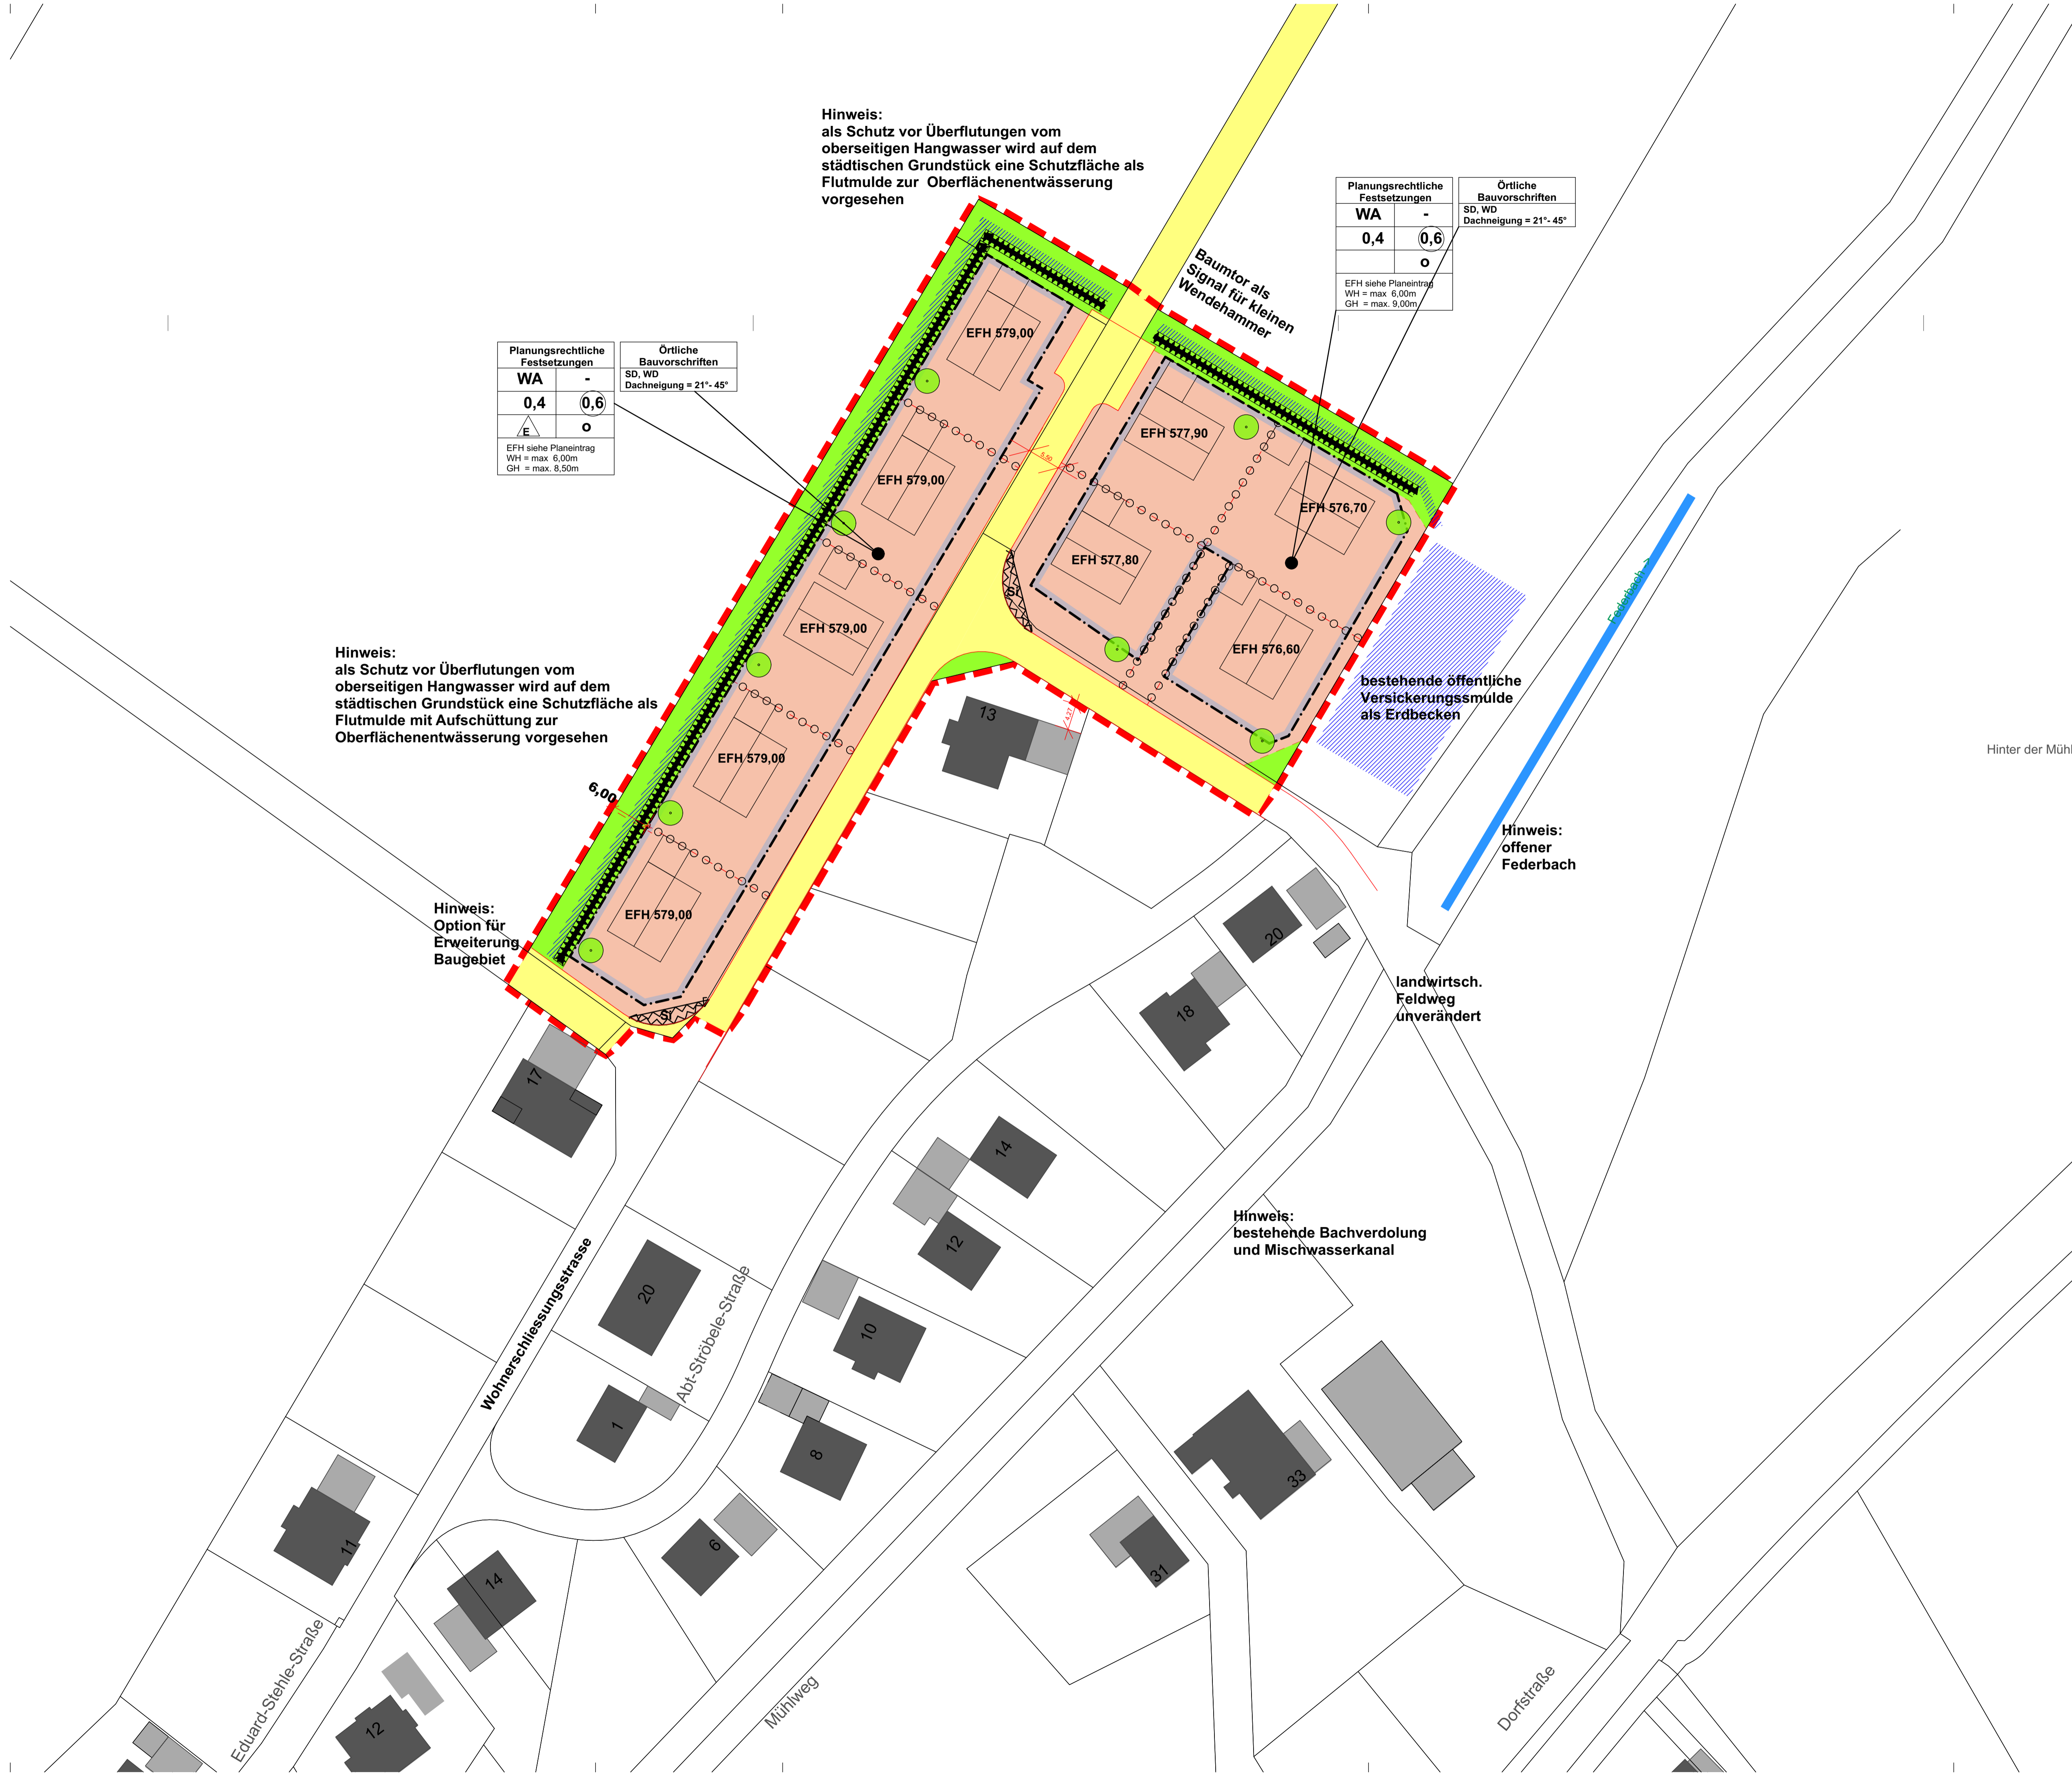 Hinweis:
als Schutz vor Überflutungen vom
oberseitigen Hangwasser wird auf dem
städtischen Grundstück eine Schutzfläche als
Flutmulde zur Oberflächenentwässerung
vorgesehen
Planungsrechtliche
Festsetzungen
WA -
0,4 0,6
o
EFH siehe Planeintrag
WH = max 6,00m
GH = max. 9,00m
Örtliche
Bauvorschriften
SD, WD
Dachneigung = 21°- 45°
Baumtor als
Signal für kleinen
Wendehammer
Planungsrechtliche
Festsetzungen
WA -
0,4 0,6
E o
EFH siehe Planeintrag
WH = max 6,00m
GH = max. 8,50m
Örtliche
Bauvorschriften
SD, WD
Dachneigung = 21°- 45°
EFH 579,00
EFH 577,90
5,50
EFH 579,00
EFH 576,70
EFH 577,80
Si
EFH 579,00
EFH 576,60
Federbach ->
Hinweis:
als Schutz vor Überflutungen vom
oberseitigen Hangwasser wird auf dem
städtischen Grundstück eine Schutzfläche als
Flutmulde mit Aufschüttung zur
Oberflächenentwässerung vorgesehen
bestehende öffentliche
Versickerungssmulde
als Erdbecken
13
4,27
Hinter der Mühl
EFH 579,00
6,00
Hinweis:
offener
Federbach
EFH 579,00
Hinweis:
Option für
Erweiterung
Baugebiet
20
landwirtsch.
Feldweg
unverändert
18
Si
17
14
12
Hinweis:
bestehende Bachverdolung
und Mischwasserkanal
Wohnerschliessungsstrasse
20
Abt-Ströbele-Straße
10
1
8
33
11
6
31
14
Eduard-Stehle-Straße
Mühlweg
Dorfstraße
12